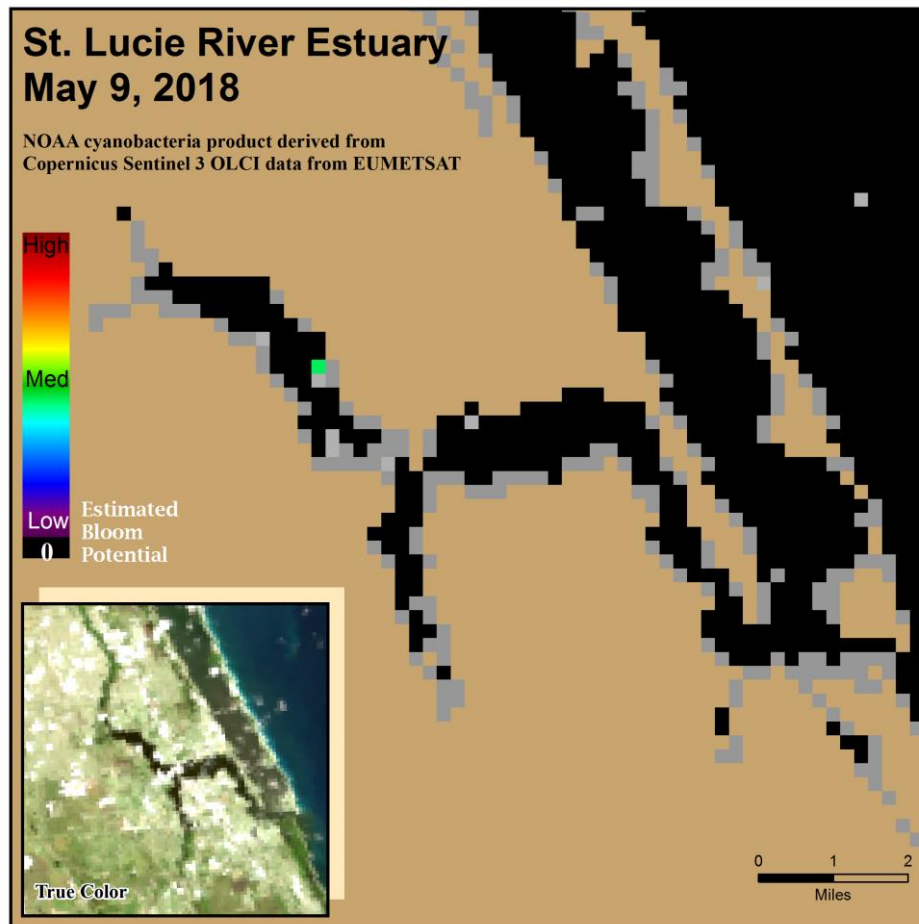 St. Lucie River Estuary
May 9, 2018
NOAA cyanobacteria product derived from
Copernicus Sentinel 3 OLCI data from EUMETSAT
High
Med
Low
0
Estimated
Bloom
Potential
True Color
0 1 2
Miles